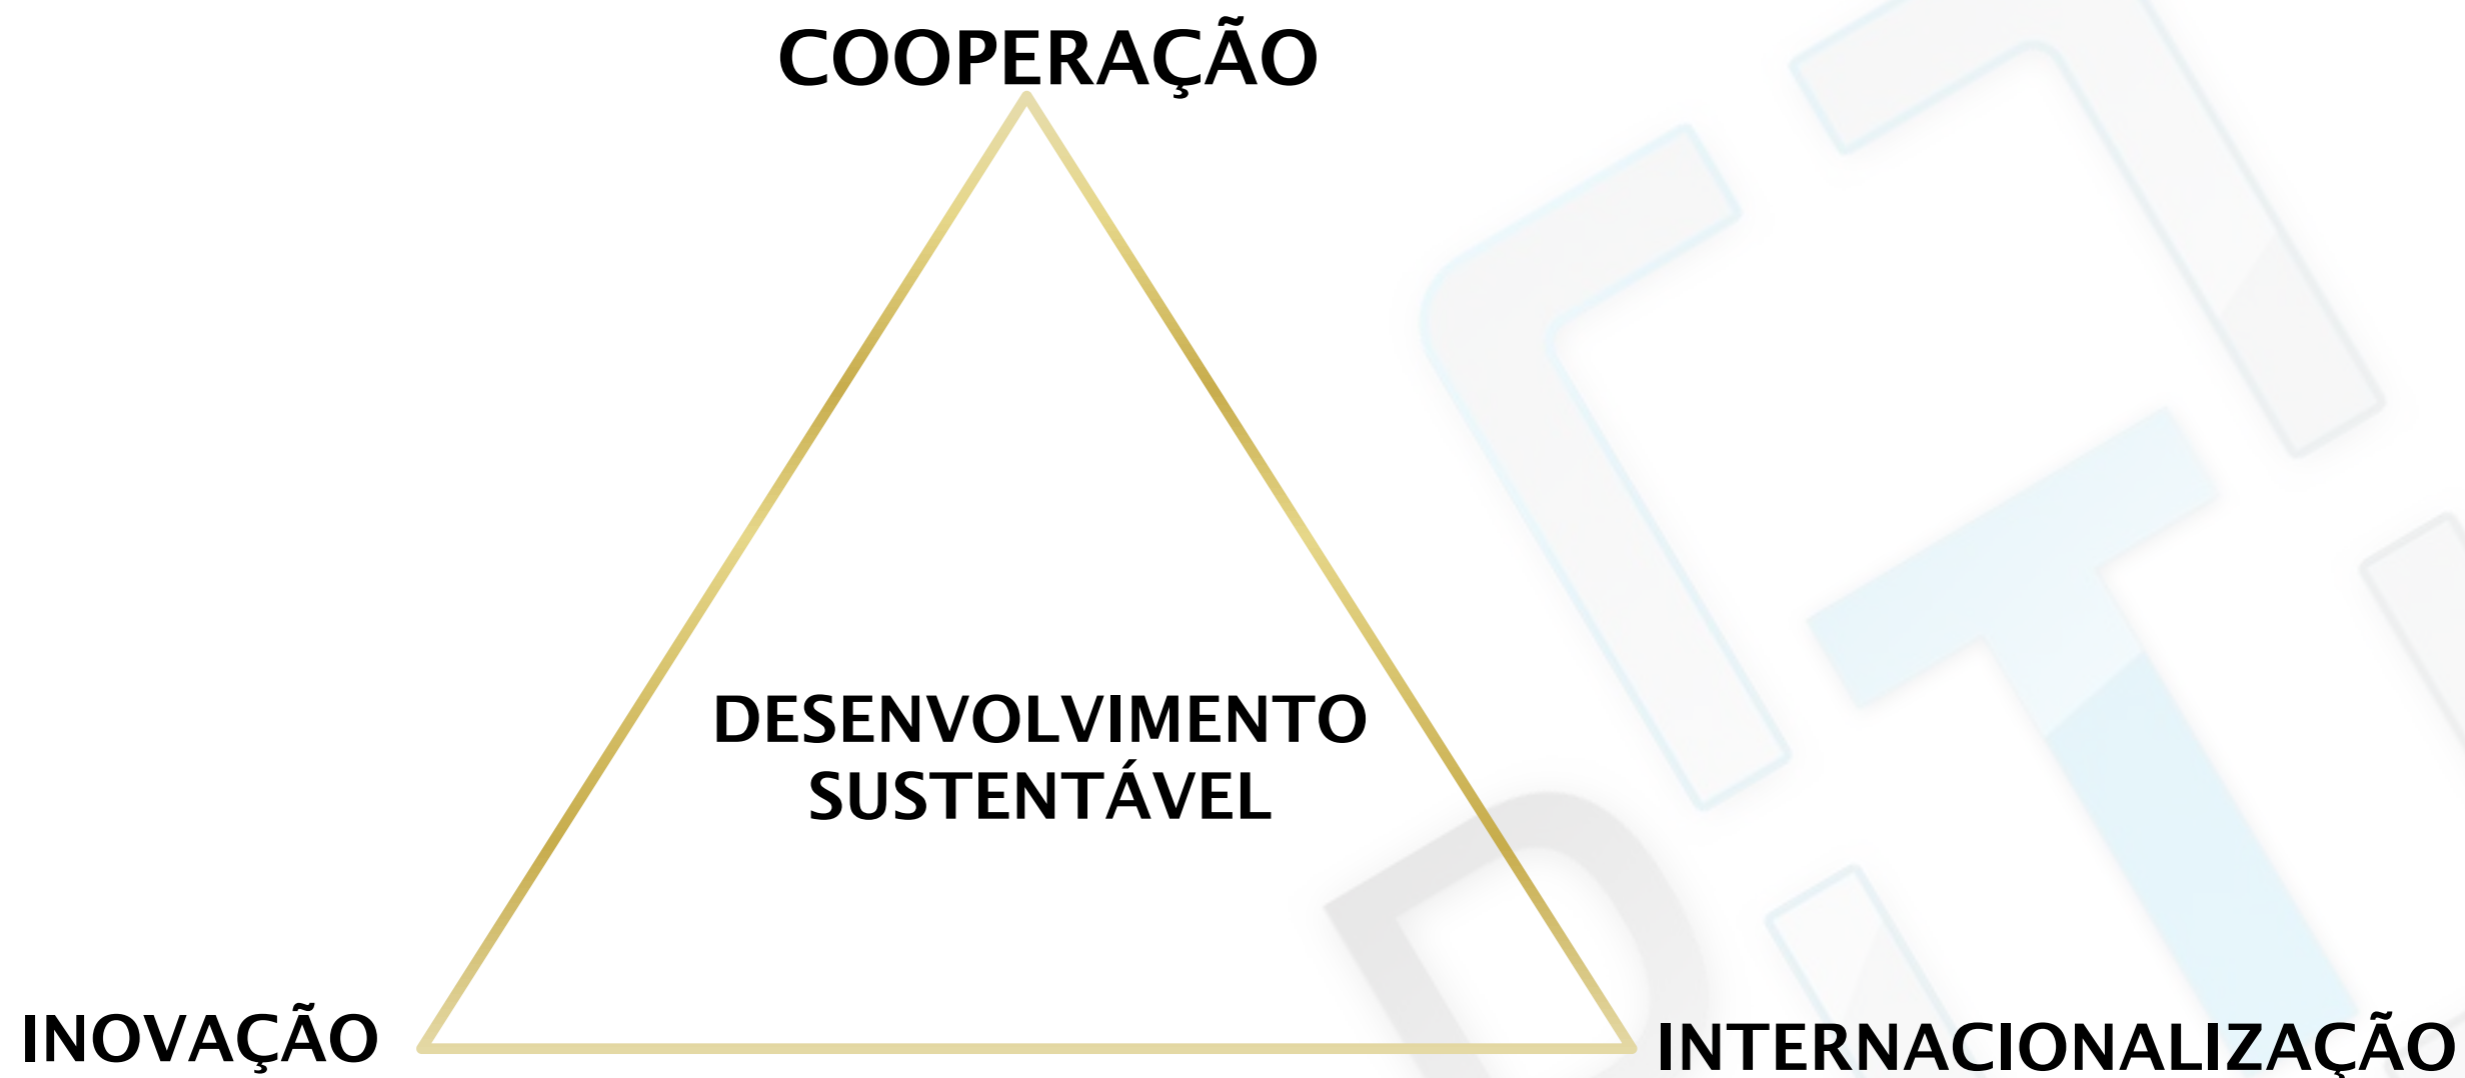 COOPERAÇÃO
DESENVOLVIMENTO
SUSTENTÁVEL
INOVAÇÃO
INTERNACIONALIZAÇÃO